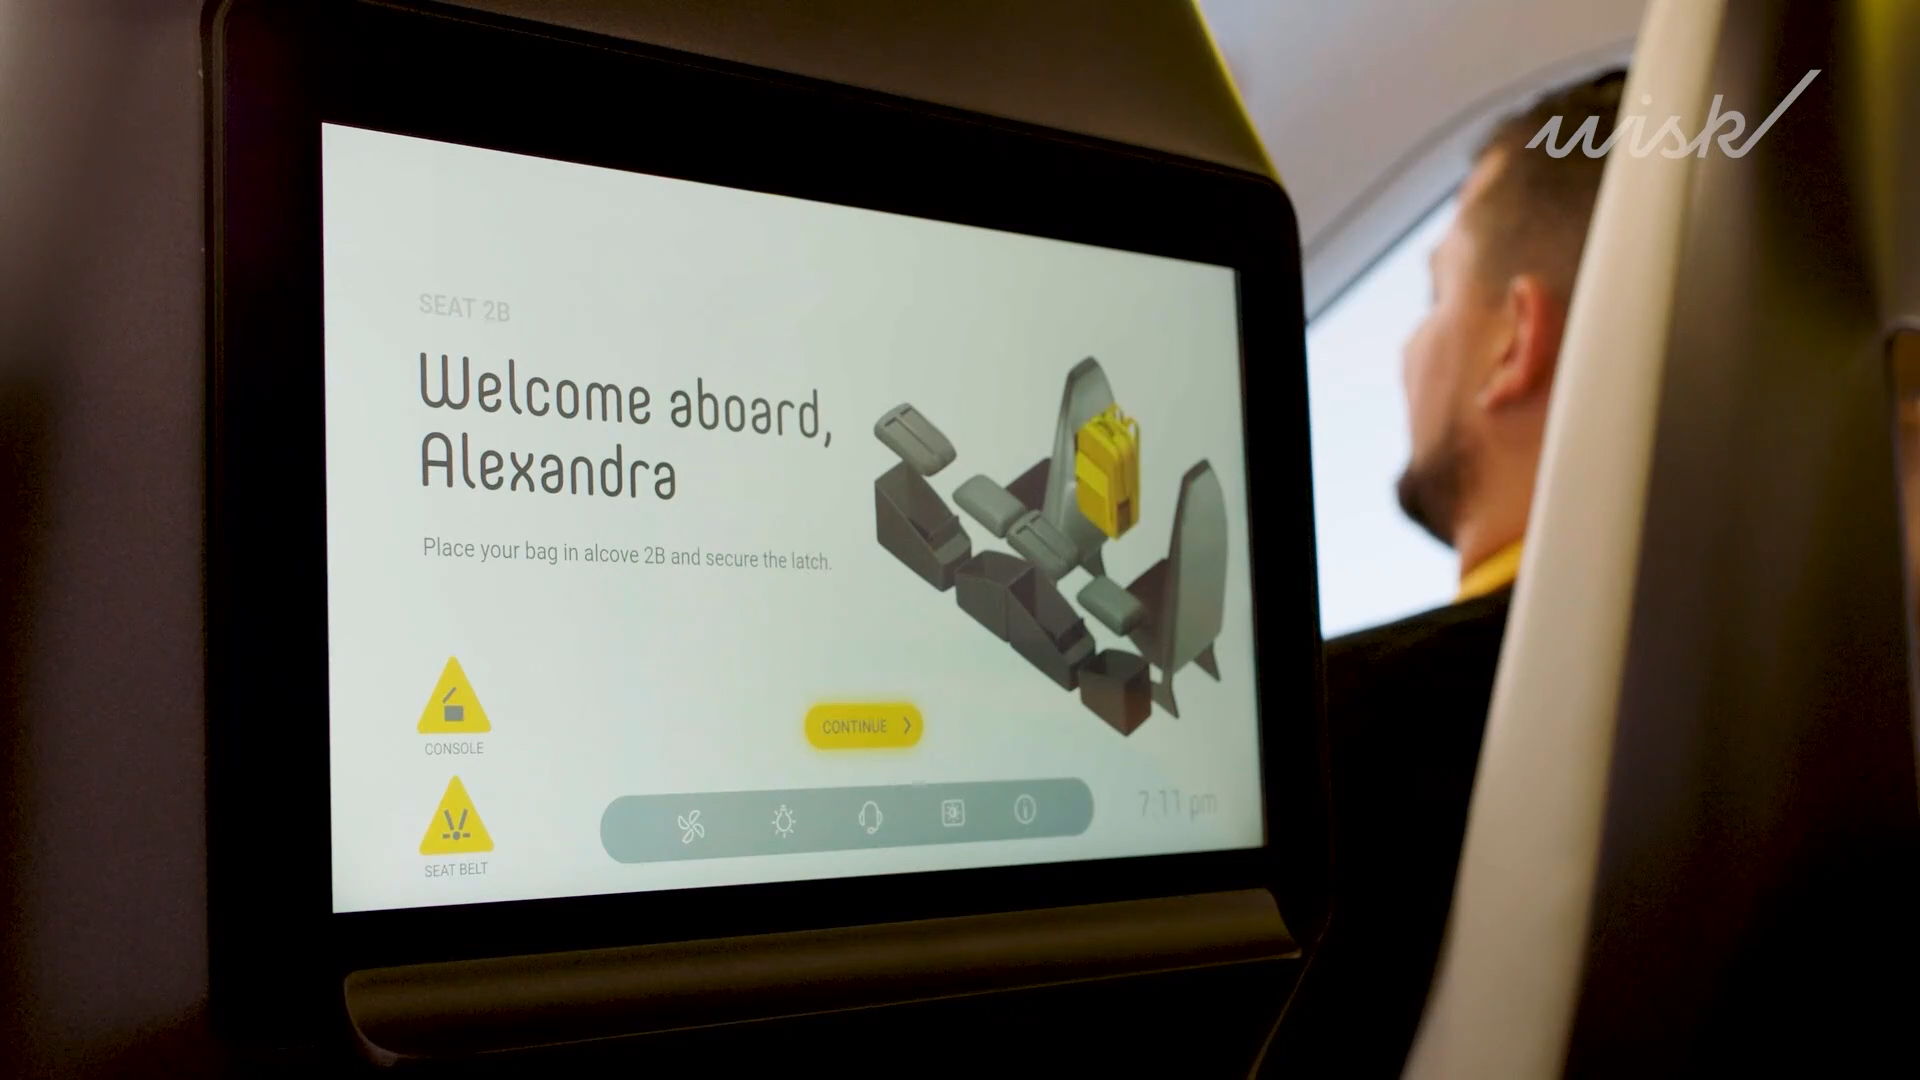 wisk
SEAT 2B
Welcome aboard,
Alexandra
Place your bag in alcove 2B and secure the latch.
CONTINUE
CONSOLE
SEAT BELT
7:11 pm